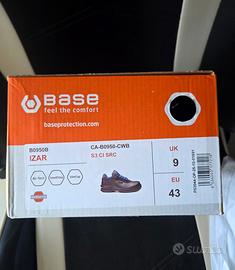 BASE
feel the comfort
baseprotection.com
B0950B
IZAR
CA-B0950-CWB
S3 CI SRC
UK
9
EU
43
subito